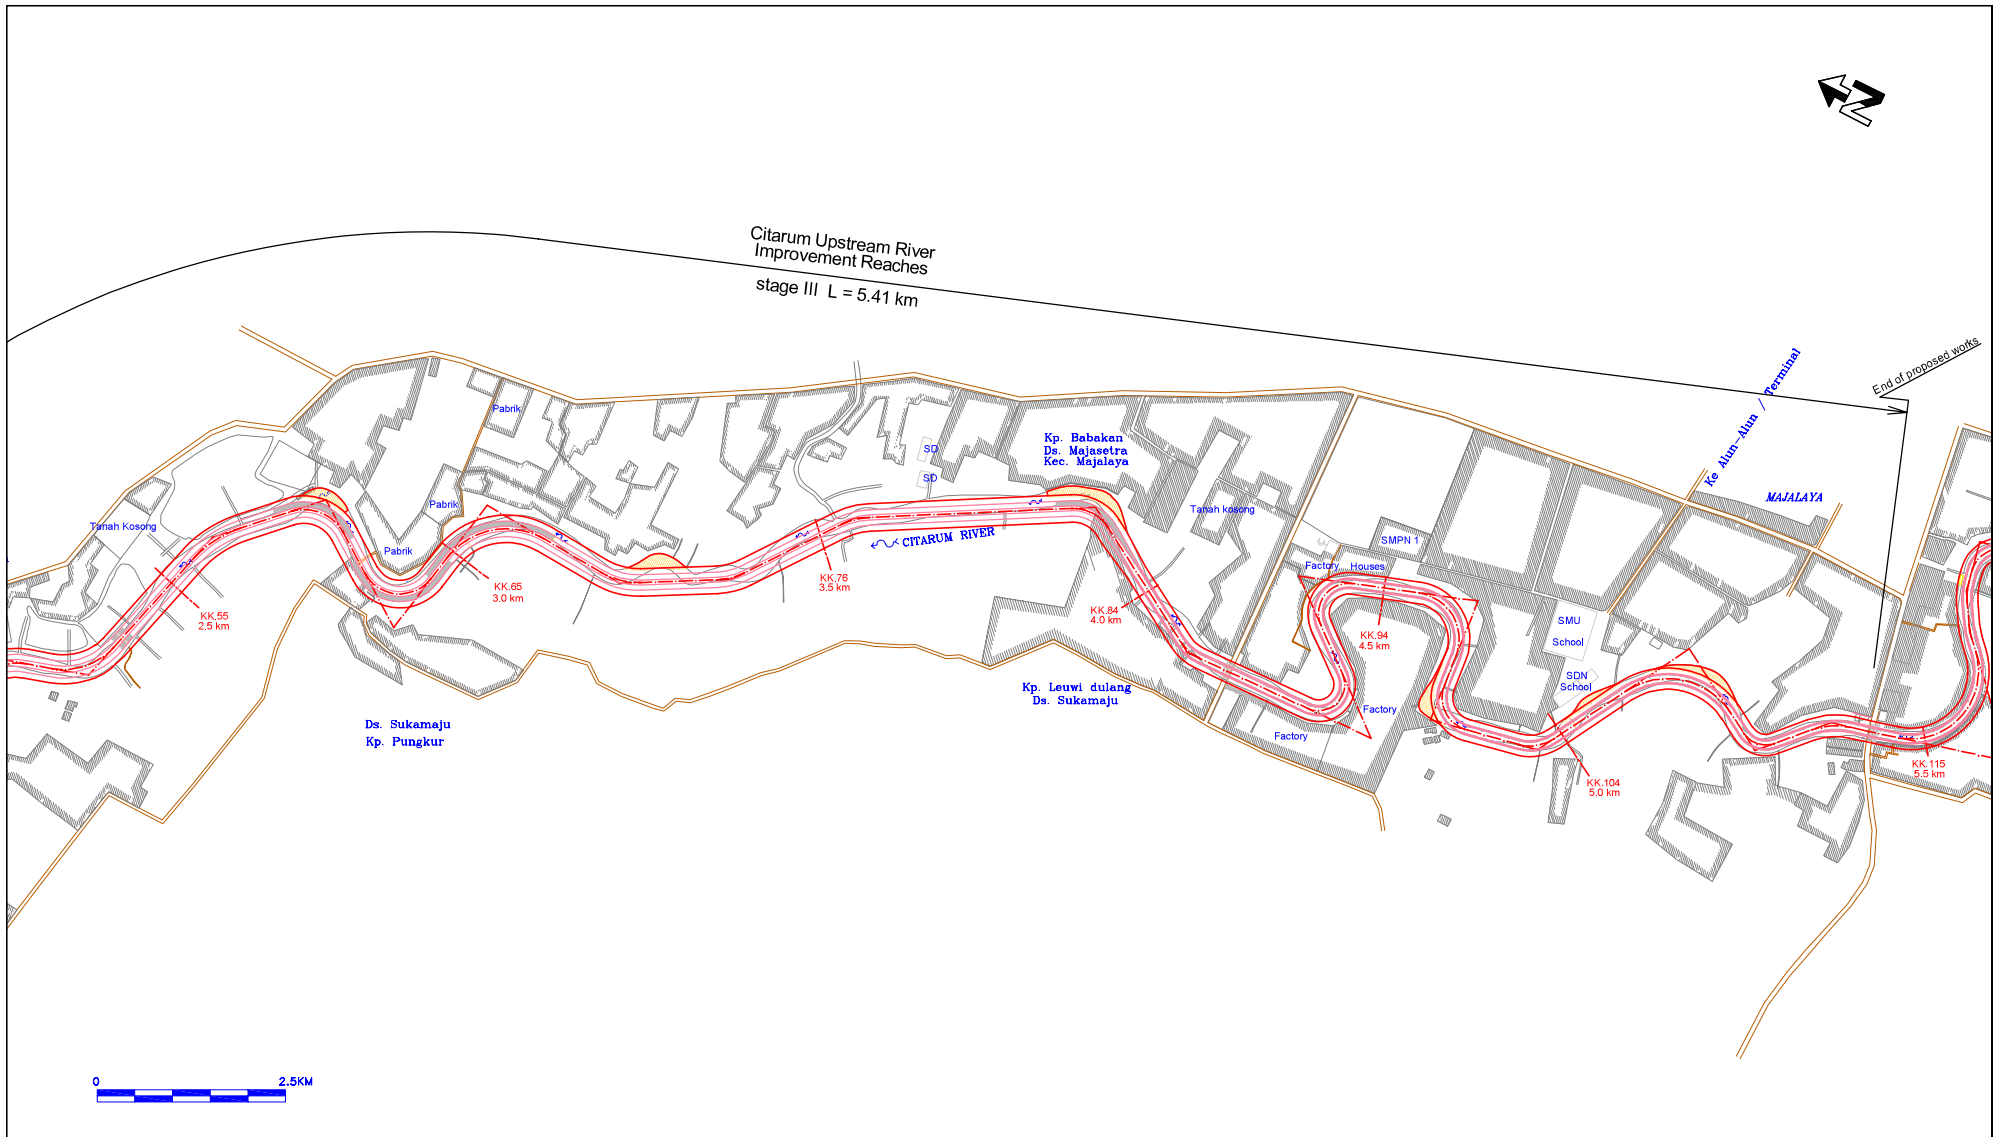 N
Citarum Upstream River
Improvement Reaches
stage III L = 5.41 km
End of proposed works
Ke Alun-Alun / Terminal
MAJALAYA
Pabrik
Pabrik
Pabrik
Tanah Kosong
SD
SD
Kp. Babakan
Ds. Majasetra
Kec. Majalaya
Tanah kosong
CITARUM RIVER
SMPN 1
Factory
Houses
SMU
School
SDN
School
Factory
Factory
KK.55
2.5 km
KK.65
3.0 km
KK.76
3.5 km
KK.84
4.0 km
KK.94
4.5 km
KK.104
5.0 km
KK.115
5.5 km
Kp. Leuwi dulang
Ds. Sukamaju
Ds. Sukamaju
Kp. Pungkur
0
2.5KM